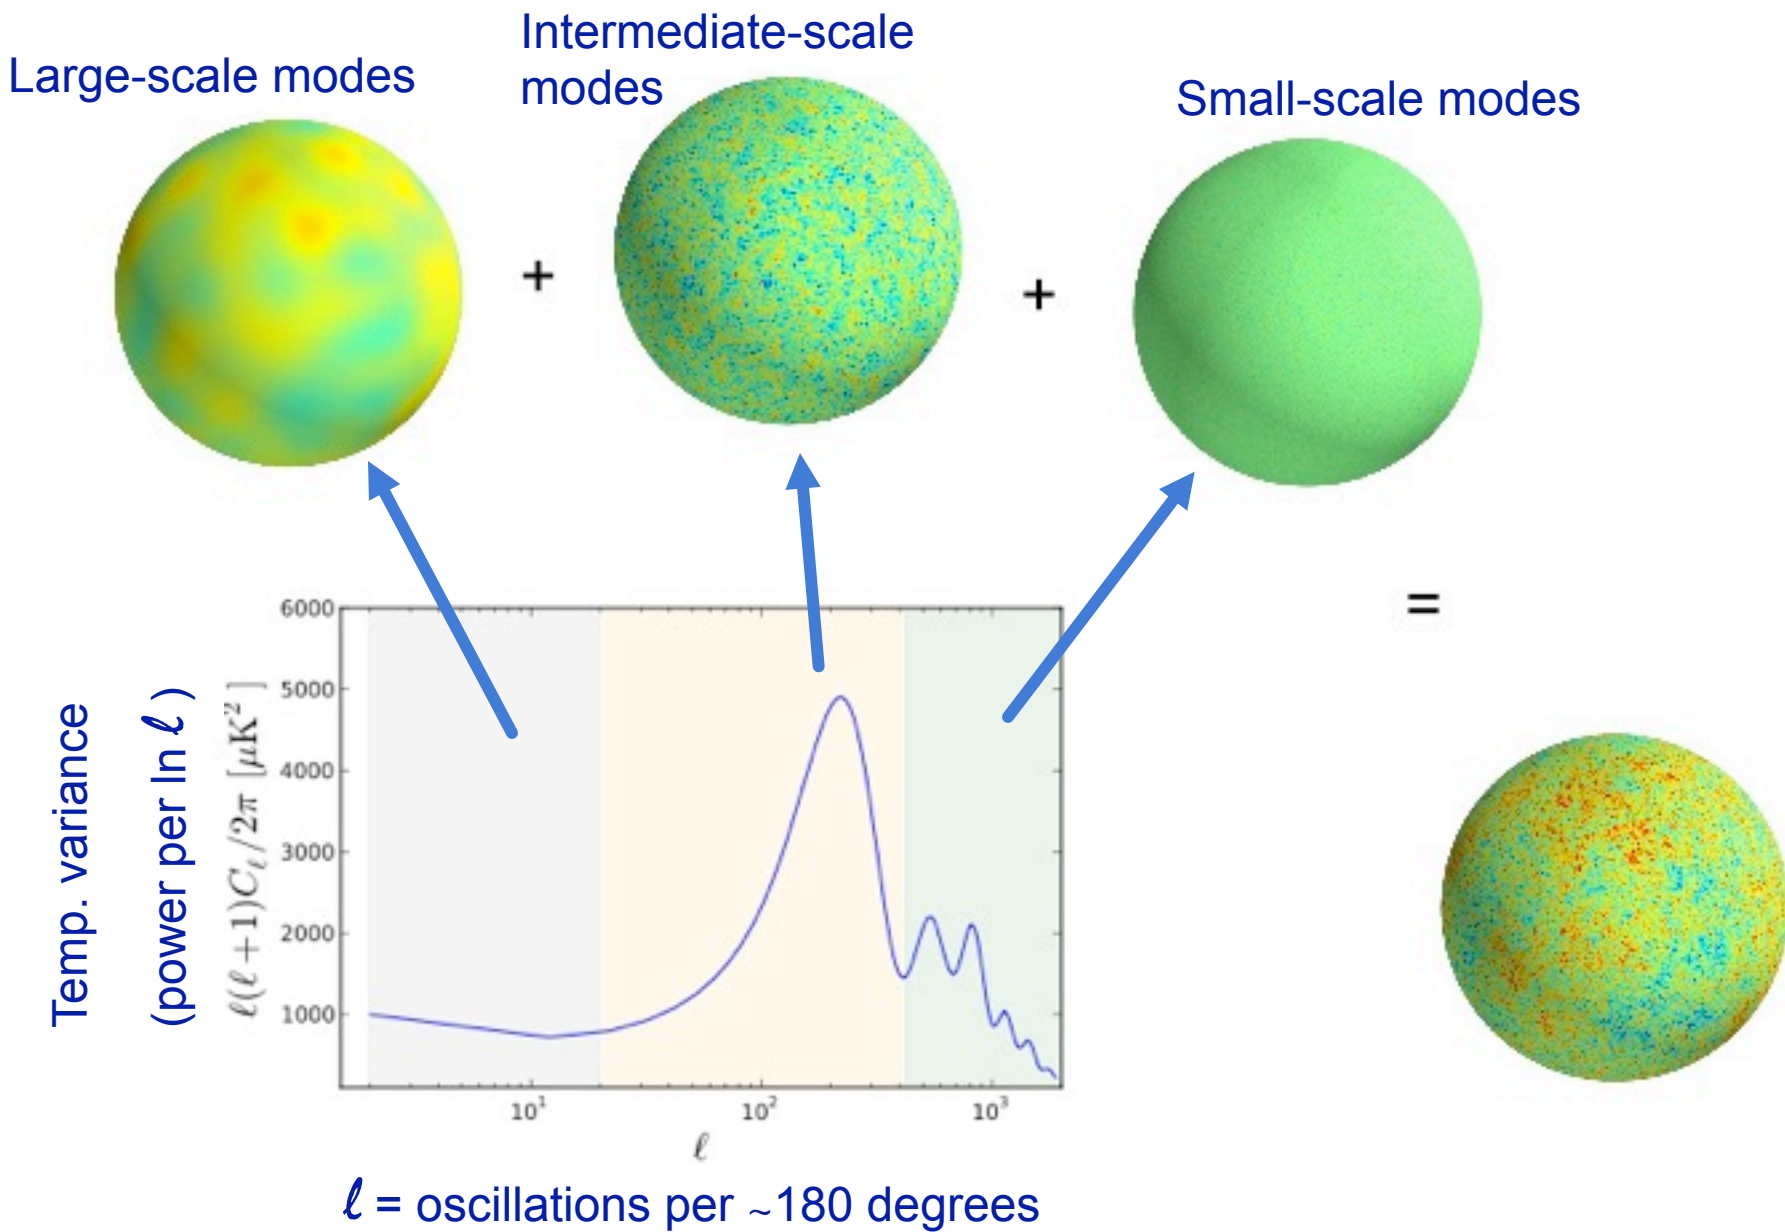 Large-scale modes
Intermediate-scale
modes
Small-scale modes
+
+
=
Temp. variance
(power per ln ℓ)
ℓ(ℓ+1)C_ℓ/2π [μK²]
6000
5000
4000
3000
2000
1000
10¹
10²
10³
ℓ
ℓ = oscillations per ~180 degrees